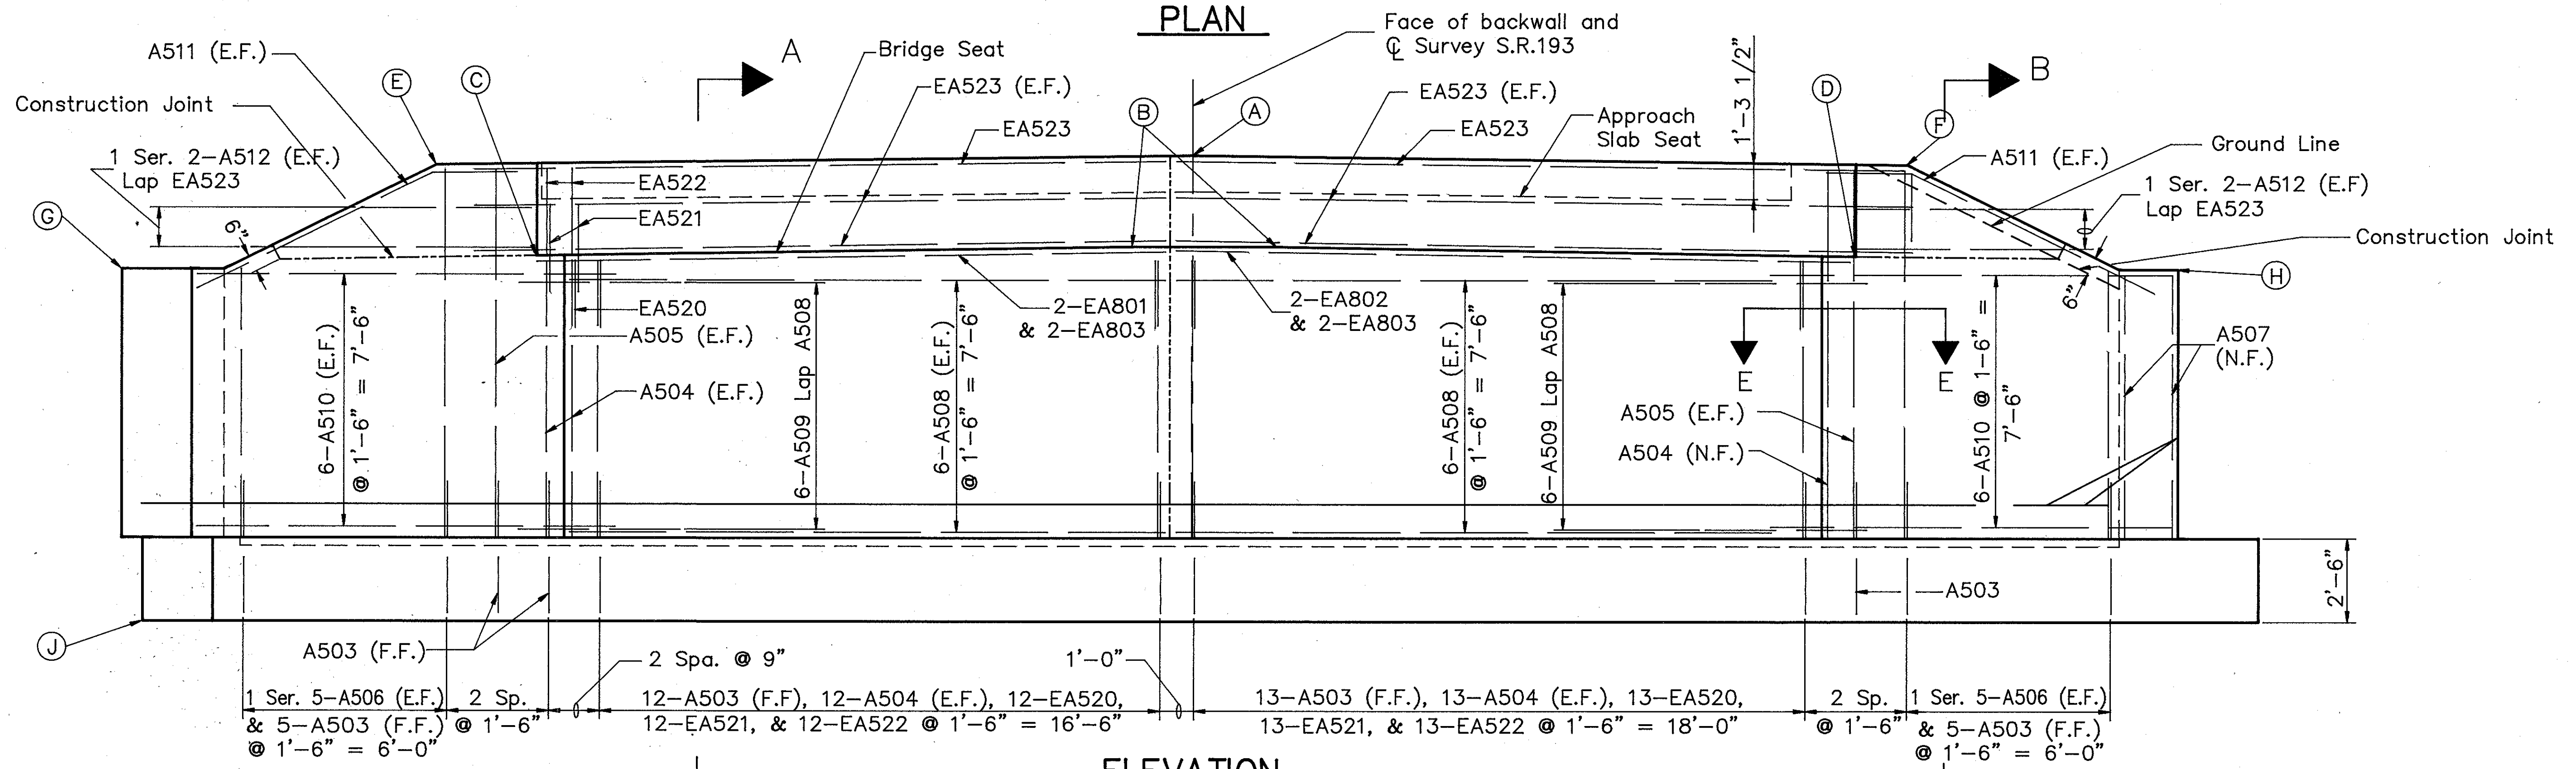 PLAN
Face of backwall and
℄ Survey S.R.193
A511 (E.F.)
E
C
A
Bridge Seat
EA523 (E.F.)
EA523
B
A
EA523 (E.F.)
EA523
Approach
Slab Seat
1'-3 1/2"
D
B
F
A511 (E.F.)
Ground Line
Construction Joint
1 Ser. 2-A512 (E.F.)
Lap EA523
1 Ser. 2-A512 (E.F)
Lap EA523
Construction Joint
G
6"
EA522
EA521
EA520
A505 (E.F.)
A504 (E.F.)
6-A510 (E.F.)
@ 1'-6" = 7'-6"
6-A509 Lap A508
6-A508 (E.F.)
@ 1'-6" = 7'-6"
2-EA801
& 2-EA803
2-EA802
& 2-EA803
6-A508 (E.F.)
@ 1'-6" = 7'-6"
6-A509 Lap A508
A505 (E.F.)
A504 (N.F.)
E
E
6-A510 @ 1-6" =
7'-6"
6"
H
A507
(N.F.)
A503
2'-6"
J
A503 (F.F.)
2 Spa. @ 9"
1'-0"
1 Ser. 5-A506 (E.F.)
& 5-A503 (F.F.)
@ 1'-6" = 6'-0"
2 Sp.
@ 1'-6"
12-A503 (F.F), 12-A504 (E.F.), 12-EA520,
12-EA521, & 12-EA522 @ 1'-6" = 16'-6"
13-A503 (F.F.), 13-A504 (E.F.), 13-EA520,
13-EA521, & 13-EA522 @ 1'-6" = 18'-0"
2 Sp.
@ 1'-6"
1 Ser. 5-A506 (E.F.)
& 5-A503 (F.F.)
@ 1'-6" = 6'-0"
ELEVATION